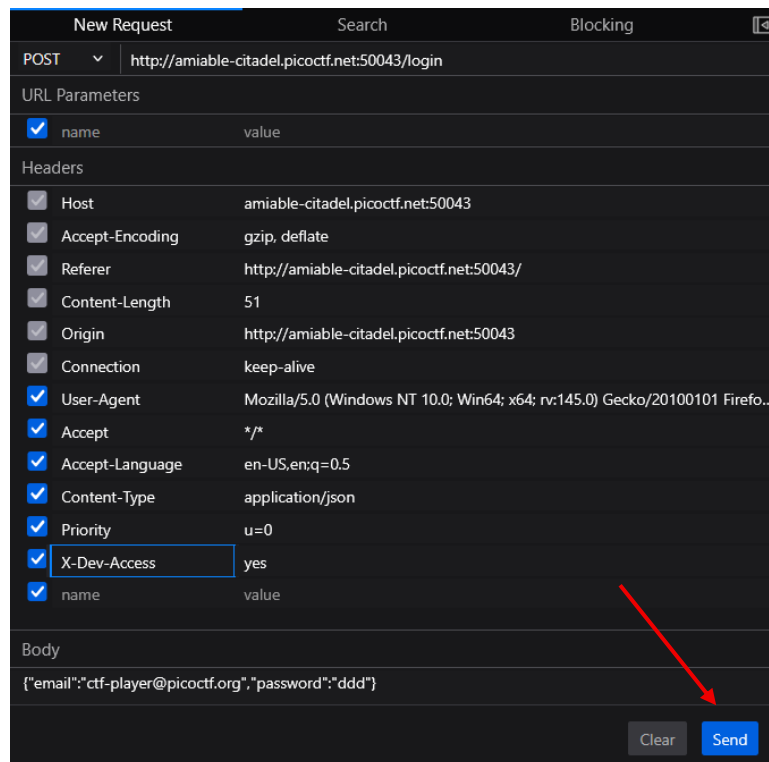 New Request Search Blocking
POST http://amiable-citadel.picoctf.net:50043/login
URL Parameters
name value
Headers
Host amiable-citadel.picoctf.net:50043
Accept-Encoding gzip, deflate
Referer http://amiable-citadel.picoctf.net:50043/
Content-Length 51
Origin http://amiable-citadel.picoctf.net:50043
Connection keep-alive
User-Agent Mozilla/5.0 (Windows NT 10.0; Win64; x64; rv:145.0) Gecko/20100101 Firefo...
Accept */*
Accept-Language en-US,en;q=0.5
Content-Type application/json
Priority u=0
X-Dev-Access yes
name value
Body
{"email":"ctf-player@picoctf.org","password":"ddd"}
Clear Send